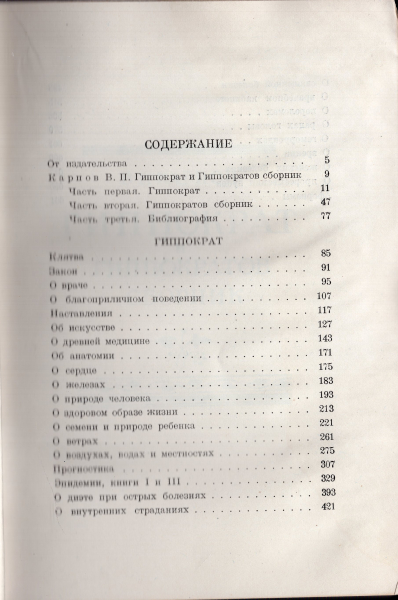 СОДЕРЖАНИЕ
От издательства . . . . . . . . . . . . . . . . . 5
Карпов В. П. Гиппократ и Гиппократов сборник 9
Часть первая. Гиппократ . . . . . . . . . . . 11
Часть вторая. Гиппократов сборник . . . . . . 47
Часть третья. Библиография . . . . . . . . . 77
ГИППОКРАТ
Клятва . . . . . . . . . . . . . . . . . . . . . 85
Закон . . . . . . . . . . . . . . . . . . . . . 91
О враче . . . . . . . . . . . . . . . . . . . . 95
О благоприличном поведении . . . . . . . . . . 107
Наставления . . . . . . . . . . . . . . . . . . 117
Об искусстве . . . . . . . . . . . . . . . . . . 127
О древней медицине . . . . . . . . . . . . . . 143
Об анатомии . . . . . . . . . . . . . . . . . . 171
О сердце . . . . . . . . . . . . . . . . . . . . 175
О железах . . . . . . . . . . . . . . . . . . . 183
О природе человека . . . . . . . . . . . . . . 193
О здоровом образе жизни . . . . . . . . . . . . 213
О семени и природе ребенка . . . . . . . . . . 221
О ветрах . . . . . . . . . . . . . . . . . . . . 261
О воздухах, водах и местностях . . . . . . . . 275
Прогностика . . . . . . . . . . . . . . . . . . 307
Эпидемии, книги I и III . . . . . . . . . . . . 329
О диэте при острых болезнях . . . . . . . . . . 393
О внутренних страданиях . . . . . . . . . . . . 421